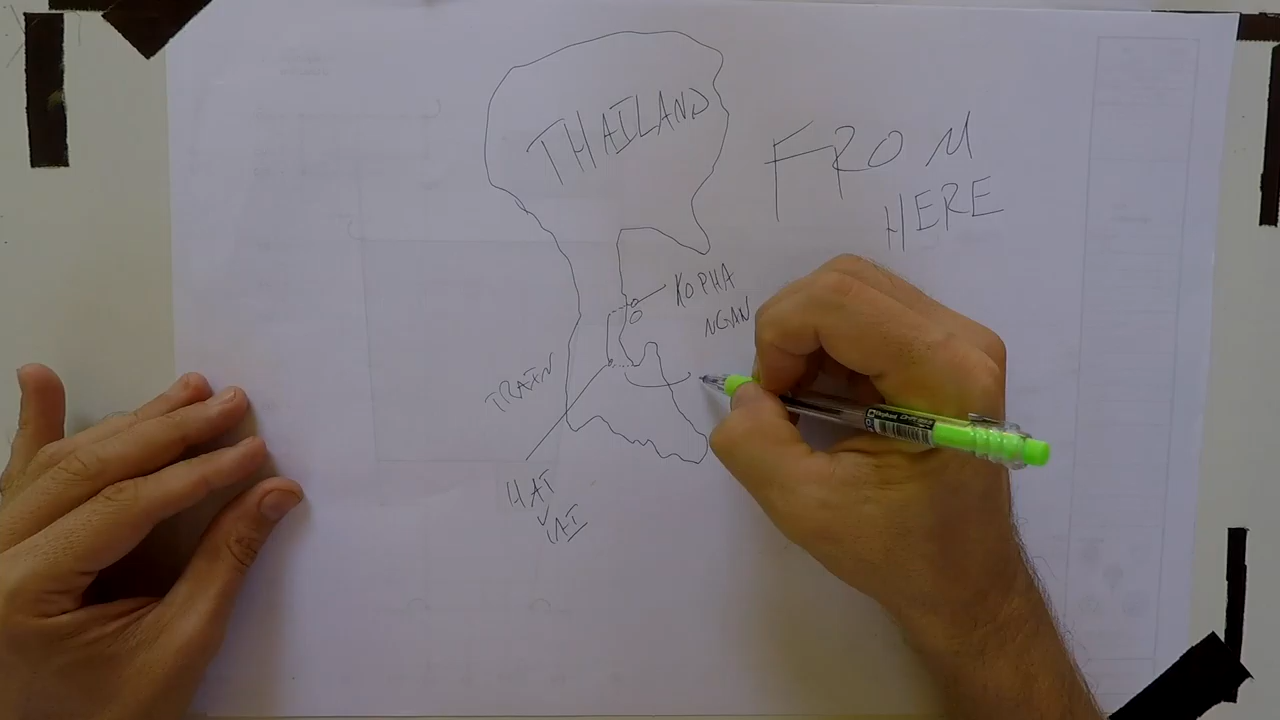 THAILAND
FROM
HERE
KO PHA
NGAN
TRAIN
HAT
YAI